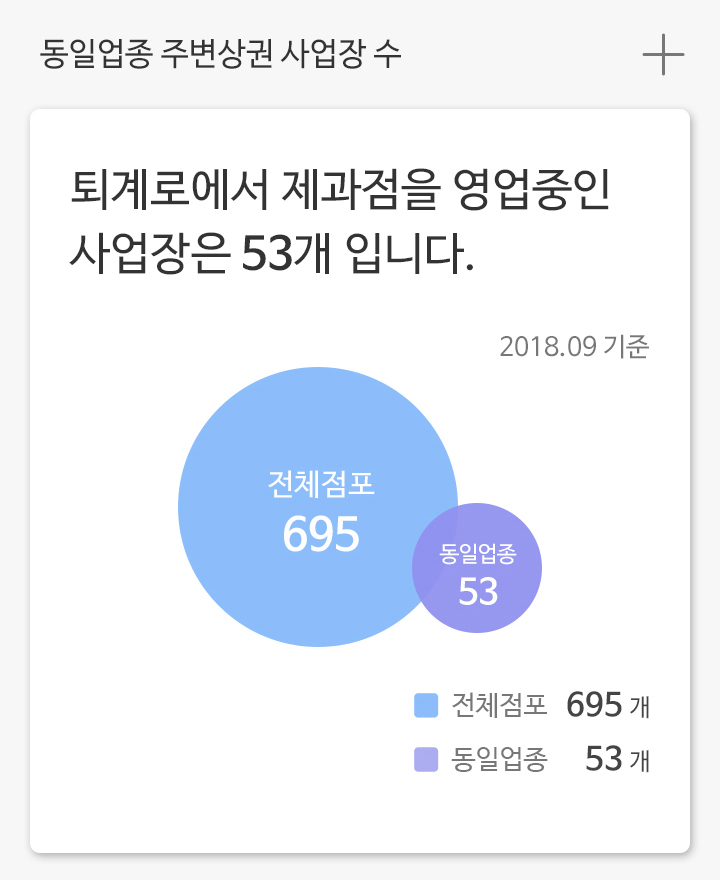 동일업종 주변상권 사업장 수
퇴계로에서 제과점을 영업중인
사업장은 53개 입니다.
2018.09 기준
전체점포
695
동일업종
53
전체점포 695 개
동일업종 53 개